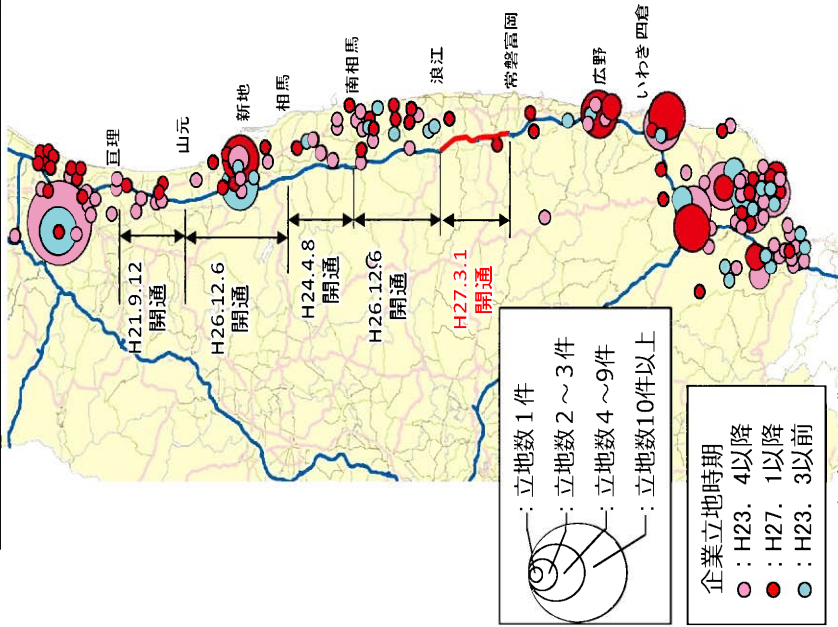 亘理
山元
新地
相馬
南相馬
浪江
常磐富岡
広野
いわき四倉
H21.9.12
開通
H26.12.6
開通
H24.4.8
開通
H26.12.6
開通
H27.3.1
開通
：立地数１件
：立地数２～３件
：立地数４～９件
：立地数10件以上
企業立地時期
：H23．4以降
：H27．1以降
：H23．3以前